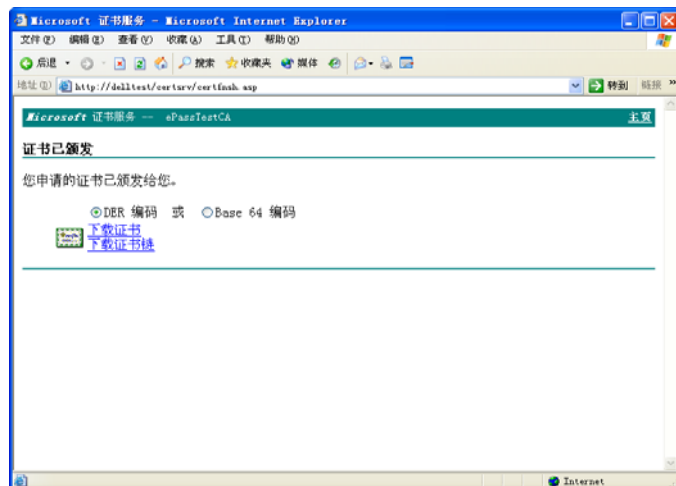 Microsoft 证书服务 - Microsoft Internet Explorer
文件(F) 编辑(E) 查看(V) 收藏(A) 工具(T) 帮助(H)
后退 搜索 收藏夹 媒体
地址(D) http://delltest/certsrv/certfnsh.asp 转到 链接 »
Microsoft 证书服务 -- ePassTestCA 主页
证书已颁发
您申请的证书已颁发给您。
DER 编码 或 Base 64 编码
下载证书
下载证书链
Internet